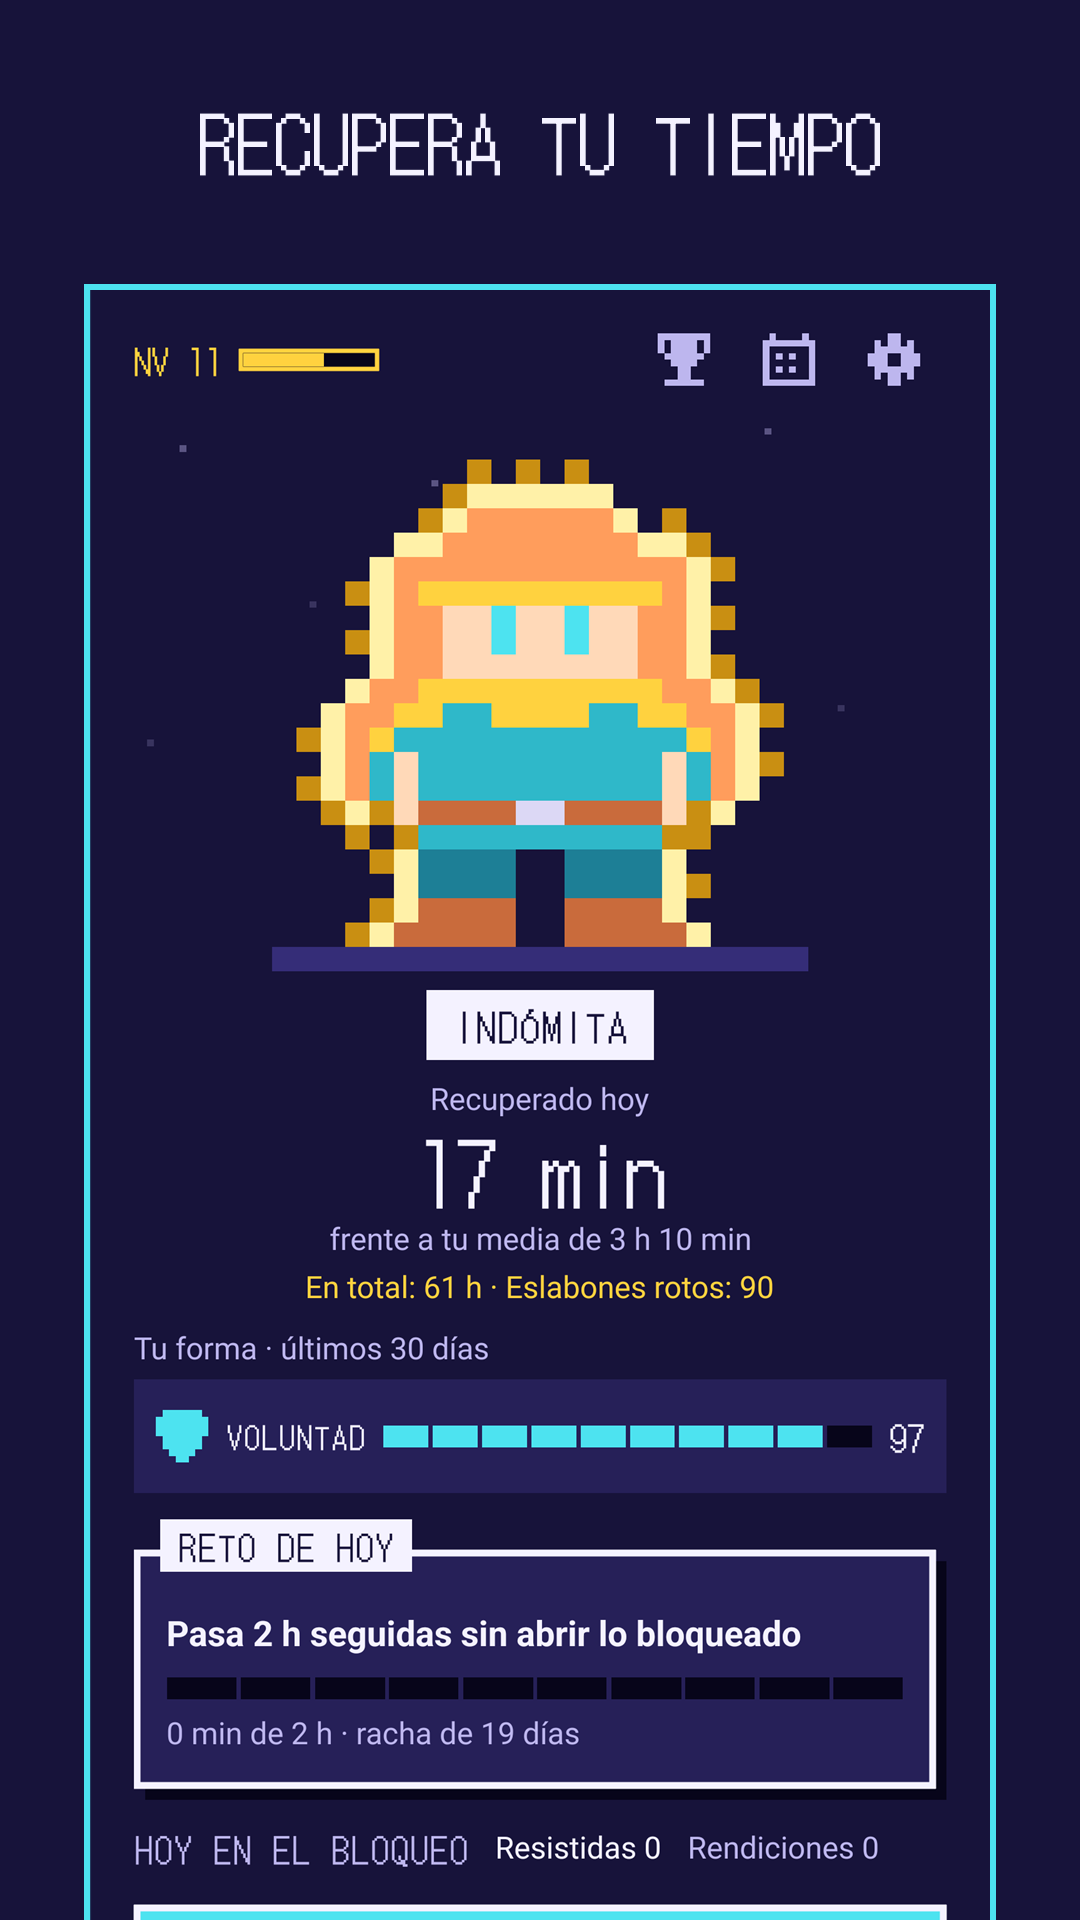 RECUPERA TU TIEMPO
NV 11
INDÓMITA
Recuperado hoy
17 min
frente a tu media de 3 h 10 min
En total: 61 h · Eslabones rotos: 90
Tu forma · últimos 30 días
VOLUNTAD 97
RETO DE HOY
Pasa 2 h seguidas sin abrir lo bloqueado
0 min de 2 h · racha de 19 días
HOY EN EL BLOQUEO Resistidas 0 Rendiciones 0